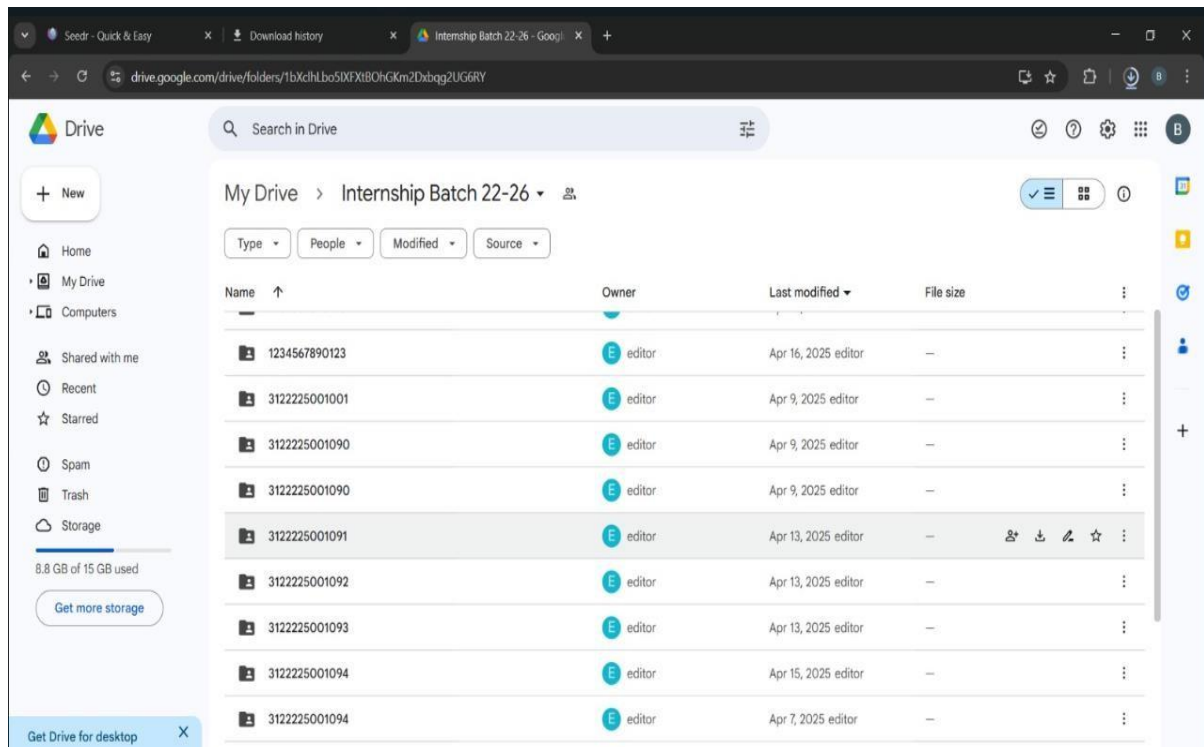 Seedr - Quick & Easy
Download history
Internship Batch 22-26 - Googl
drive.google.com/drive/folders/1bXclhLbo5IXFXtBOhGKm2Dxbqg2UG6RY
B
Drive
Search in Drive
B
New
My Drive > Internship Batch 22-26
31
Home
Type People Modified Source
My Drive
Name Owner Last modified File size
Computers
Shared with me
1234567890123 E editor Apr 16, 2025 editor —
Recent
3122225001001 E editor Apr 9, 2025 editor —
Starred
3122225001090 E editor Apr 9, 2025 editor —
Spam
Trash
3122225001090 E editor Apr 9, 2025 editor —
Storage
3122225001091 E editor Apr 13, 2025 editor —
8.8 GB of 15 GB used
3122225001092 E editor Apr 13, 2025 editor —
Get more storage
3122225001093 E editor Apr 13, 2025 editor —
3122225001094 E editor Apr 15, 2025 editor —
3122225001094 E editor Apr 7, 2025 editor —
Get Drive for desktop X